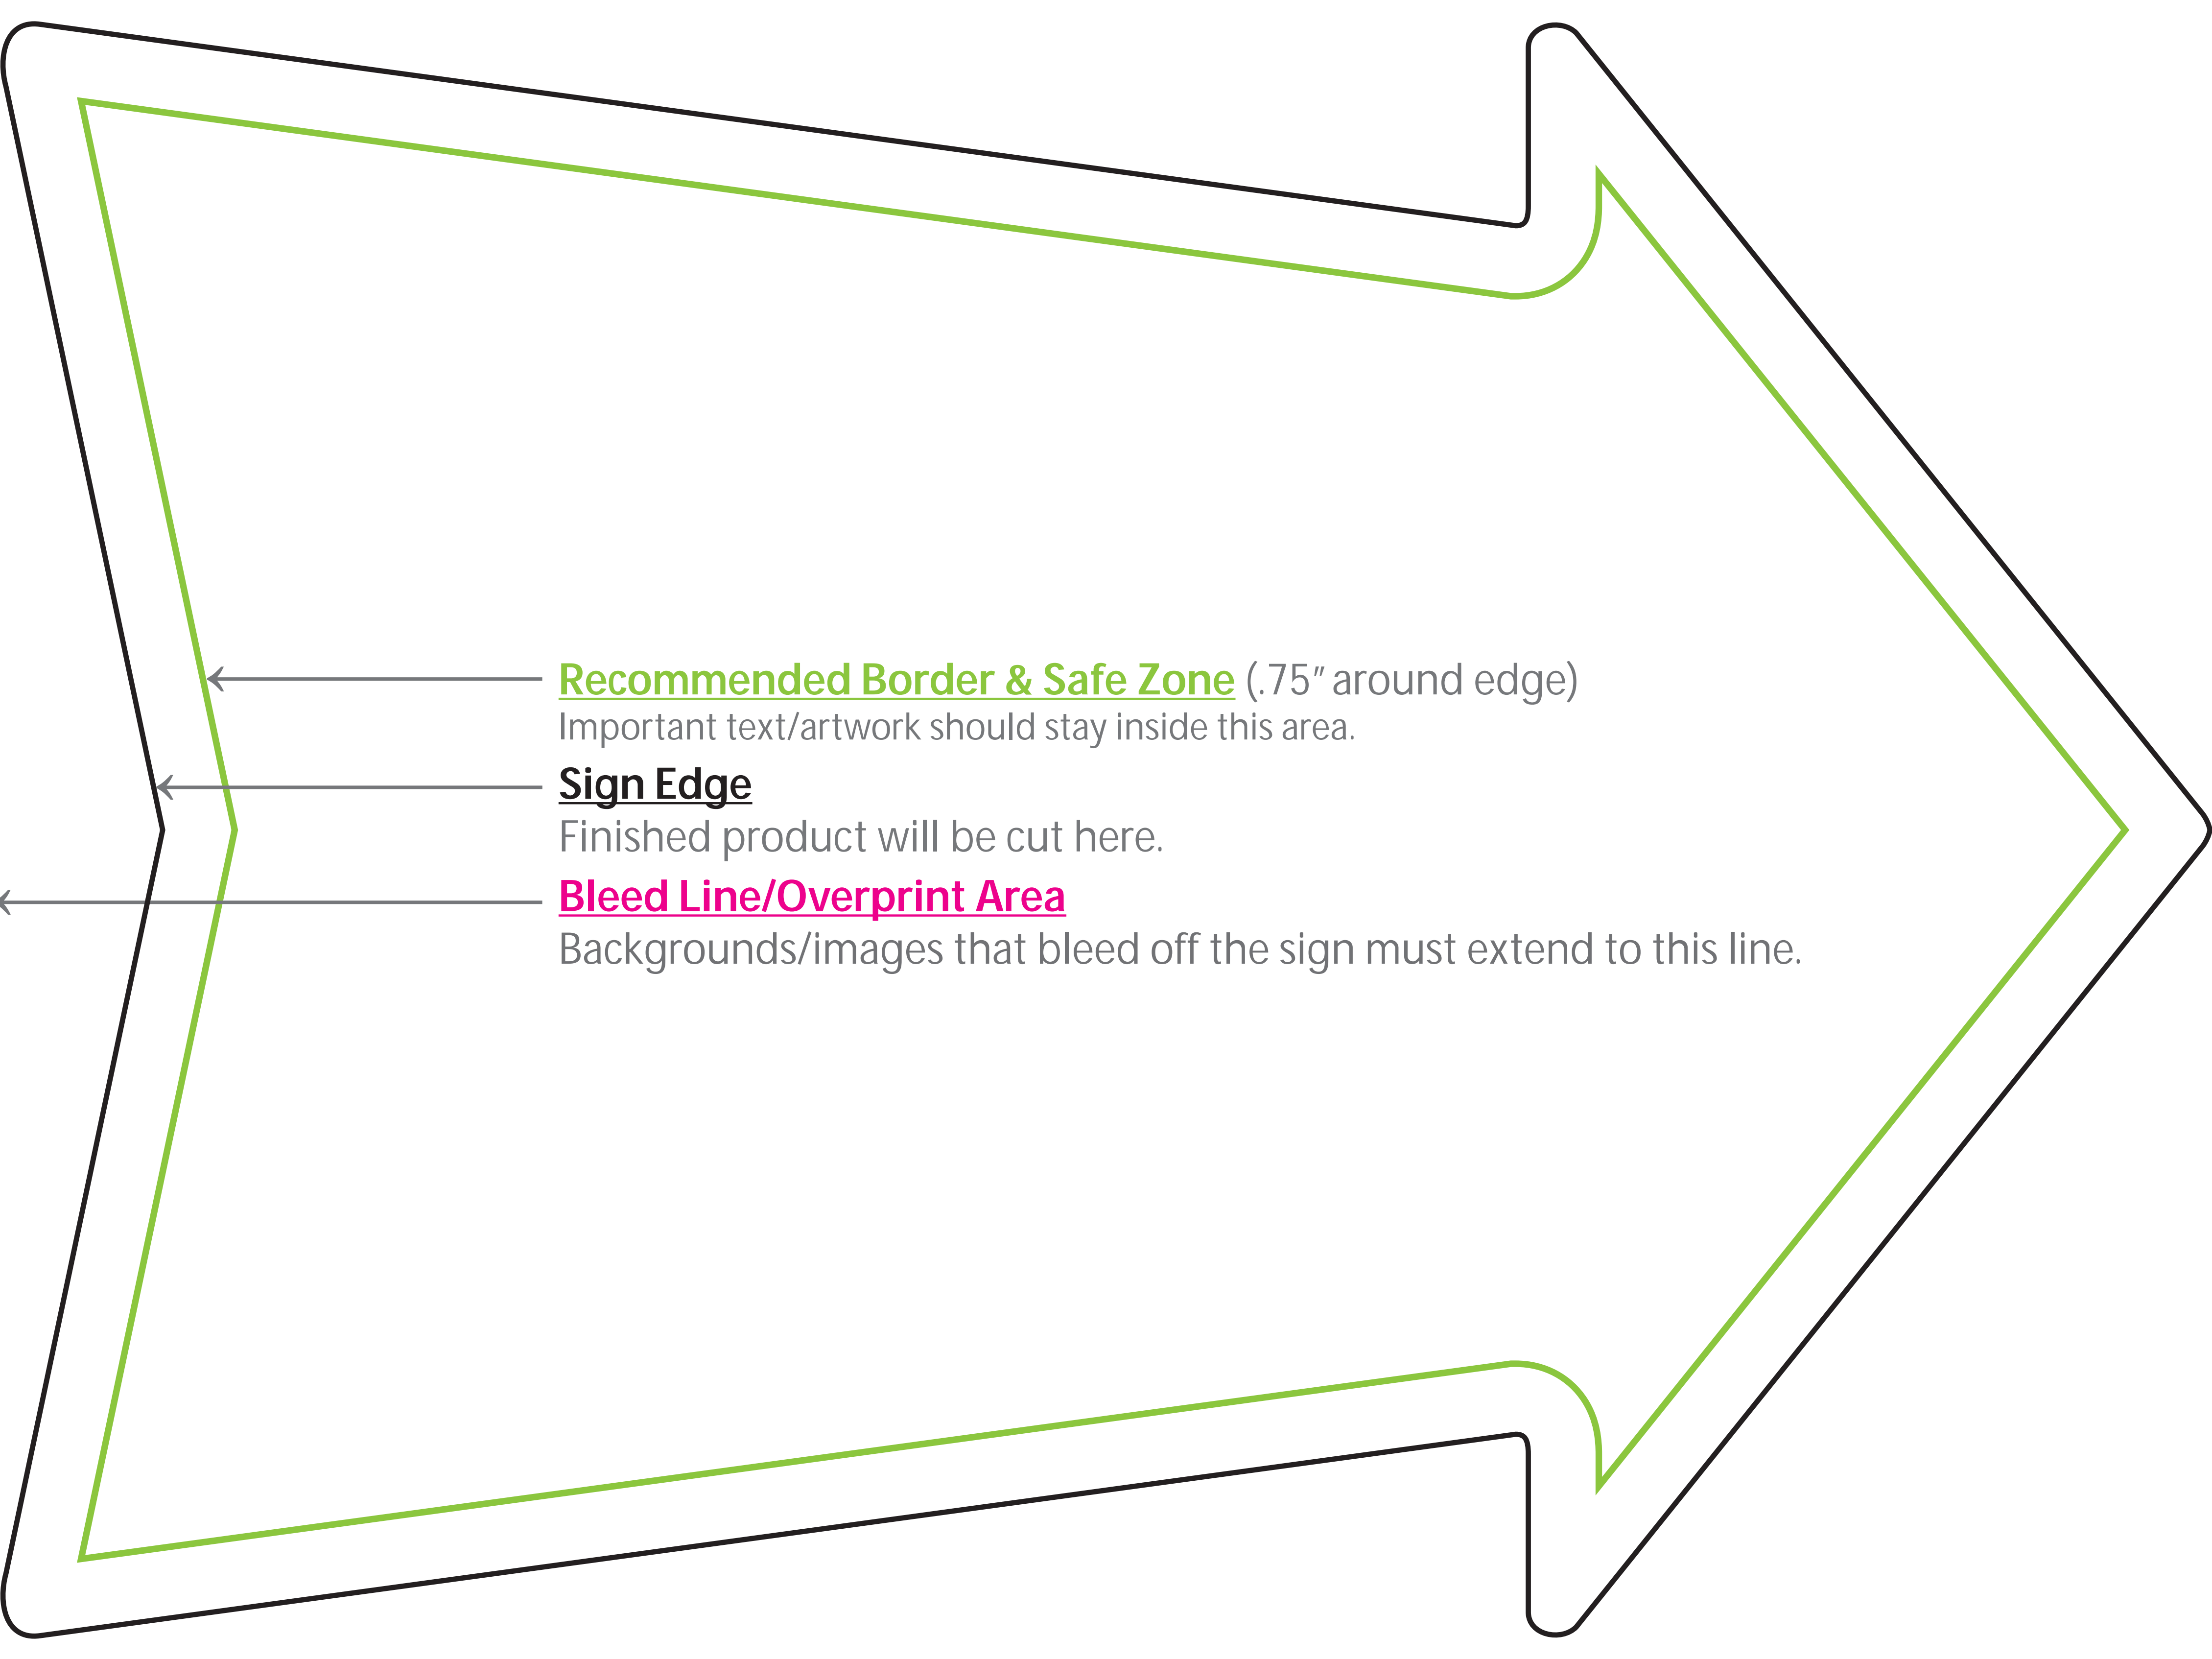 Recommended Border & Safe Zone (.75″ around edge)
Important text/artwork should stay inside this area.
Sign Edge
Finished product will be cut here.
Bleed Line/Overprint Area
Backgrounds/images that bleed off the sign must extend to this line.